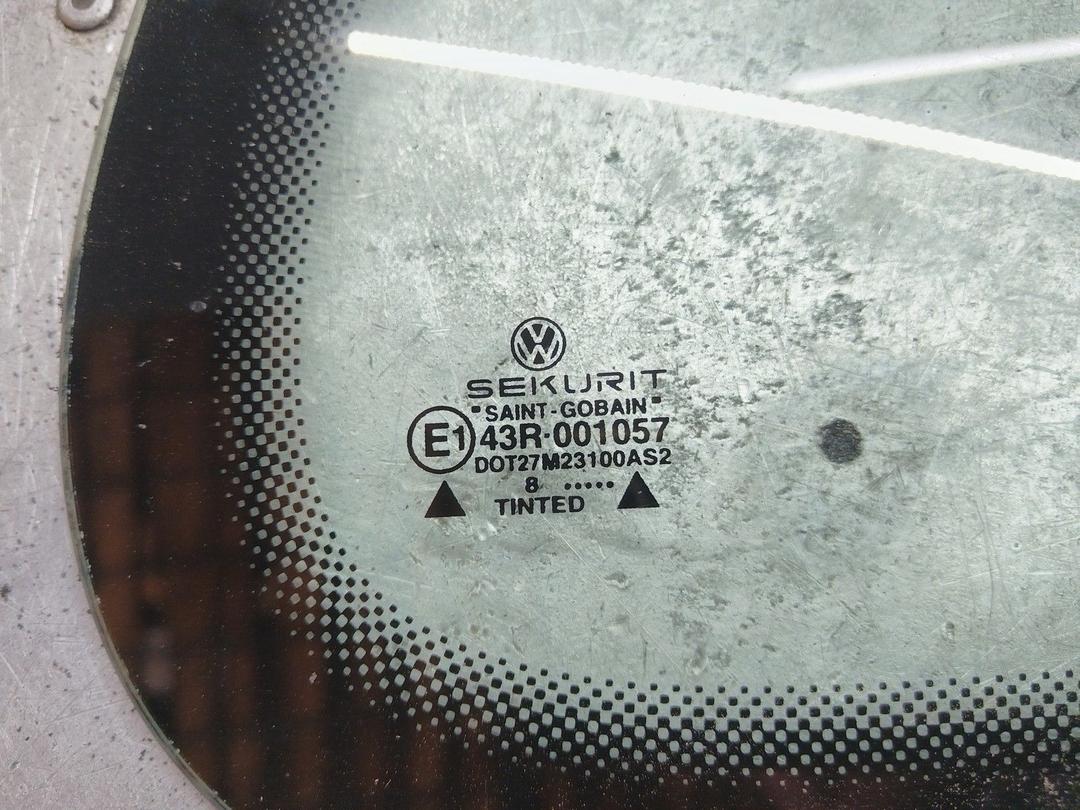 SEKURIT
"SAINT-GOBAIN"
E1 43R-001057
DOT27M23100AS2
8 .....
TINTED